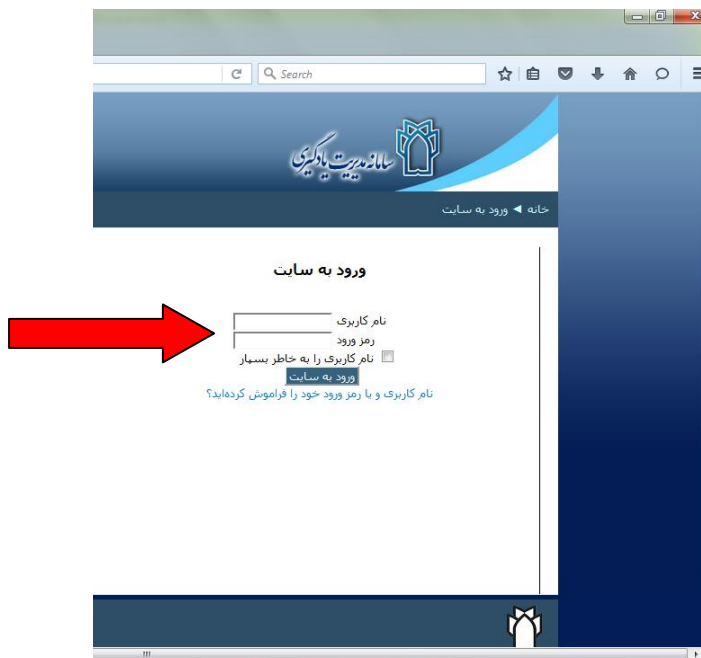 Search
سامانه مدیریت یادگیری
خانه ◄ ورود به سایت
ورود به سایت
نام کاربری
رمز ورود
نام کاربری را به خاطر بسپار
ورود به سایت
نام کاربری و یا رمز ورود خود را فراموش کرده‌اید؟